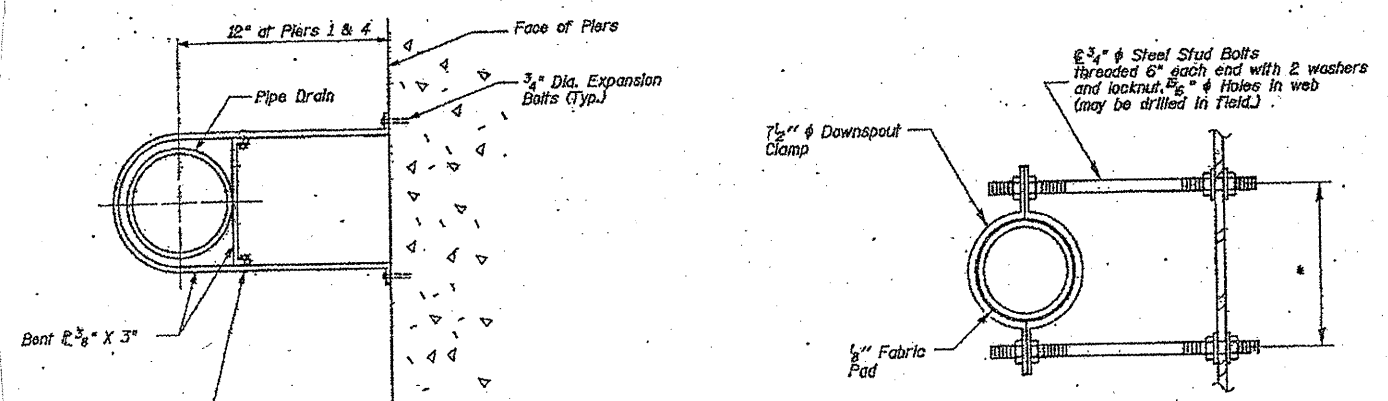 12" at Piers 1 & 4
Face of Piers
3/4" Dia. Expansion
Bolts (Typ.)
Pipe Drain
Bent ℄ 3/8" X 3"
℄ 3/4" φ Steel Stud Bolts
threaded 6" each end with 2 washers
and locknut. 15/16" φ Holes in web
(may be drilled in field.)
7 1/2" φ Downspout
Clamp
1/8" Fabric
Pad
*